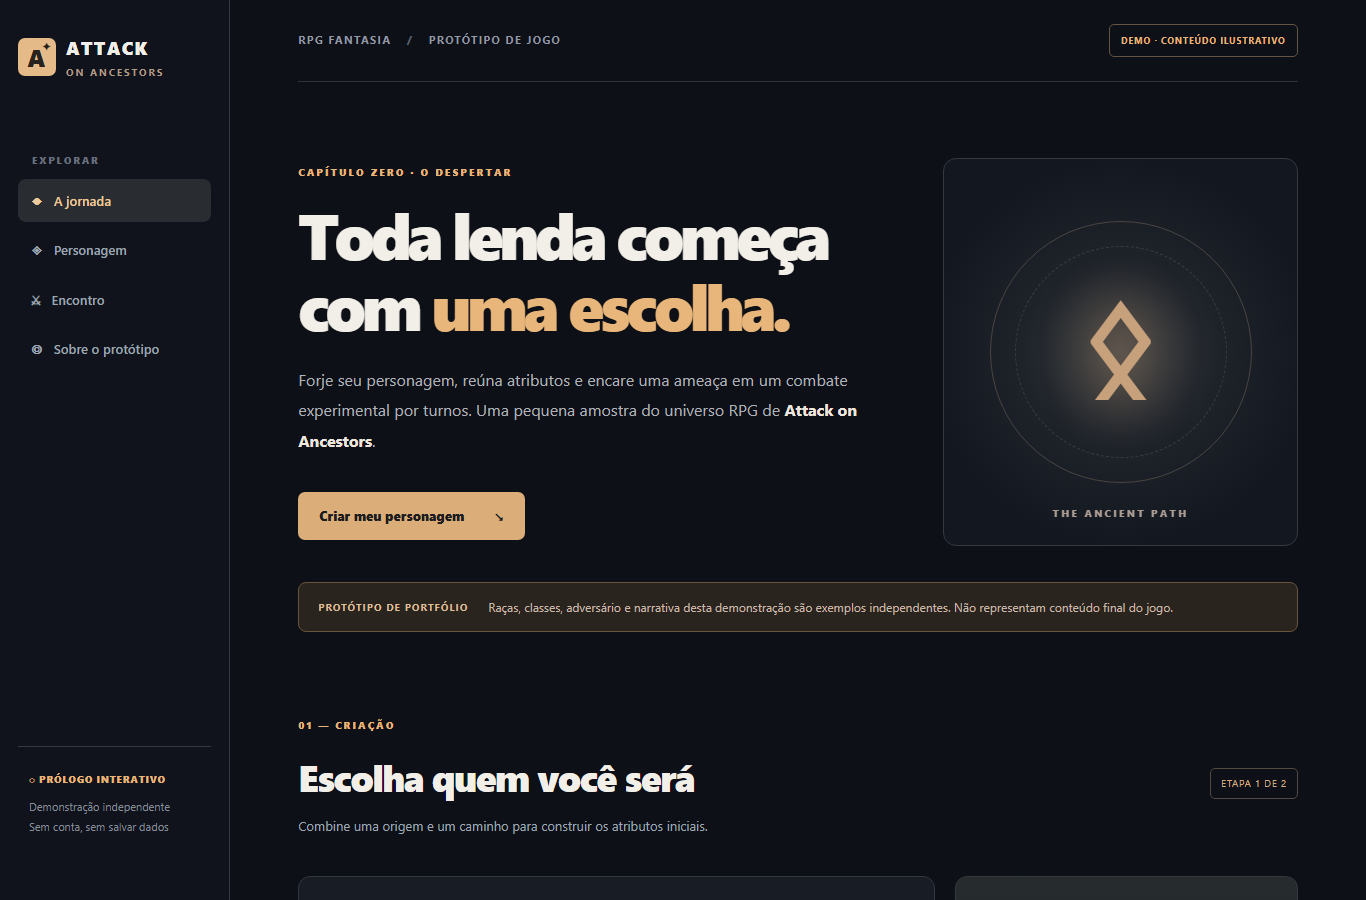 A
ATTACK
ON ANCESTORS
EXPLORAR
A jornada
Personagem
Encontro
Sobre o protótipo
PRÓLOGO INTERATIVO
Demonstração independente
Sem conta, sem salvar dados
RPG FANTASIA / PROTÓTIPO DE JOGO
DEMO · CONTEÚDO ILUSTRATIVO
CAPÍTULO ZERO · O DESPERTAR
Toda lenda começa
com uma escolha.
Forje seu personagem, reúna atributos e encare uma ameaça em um combate
experimental por turnos. Uma pequena amostra do universo RPG de Attack on
Ancestors.
Criar meu personagem ↘
THE ANCIENT PATH
PROTÓTIPO DE PORTFÓLIO Raças, classes, adversário e narrativa desta demonstração são exemplos independentes. Não representam conteúdo final do jogo.
01 — CRIAÇÃO
Escolha quem você será
ETAPA 1 DE 2
Combine uma origem e um caminho para construir os atributos iniciais.